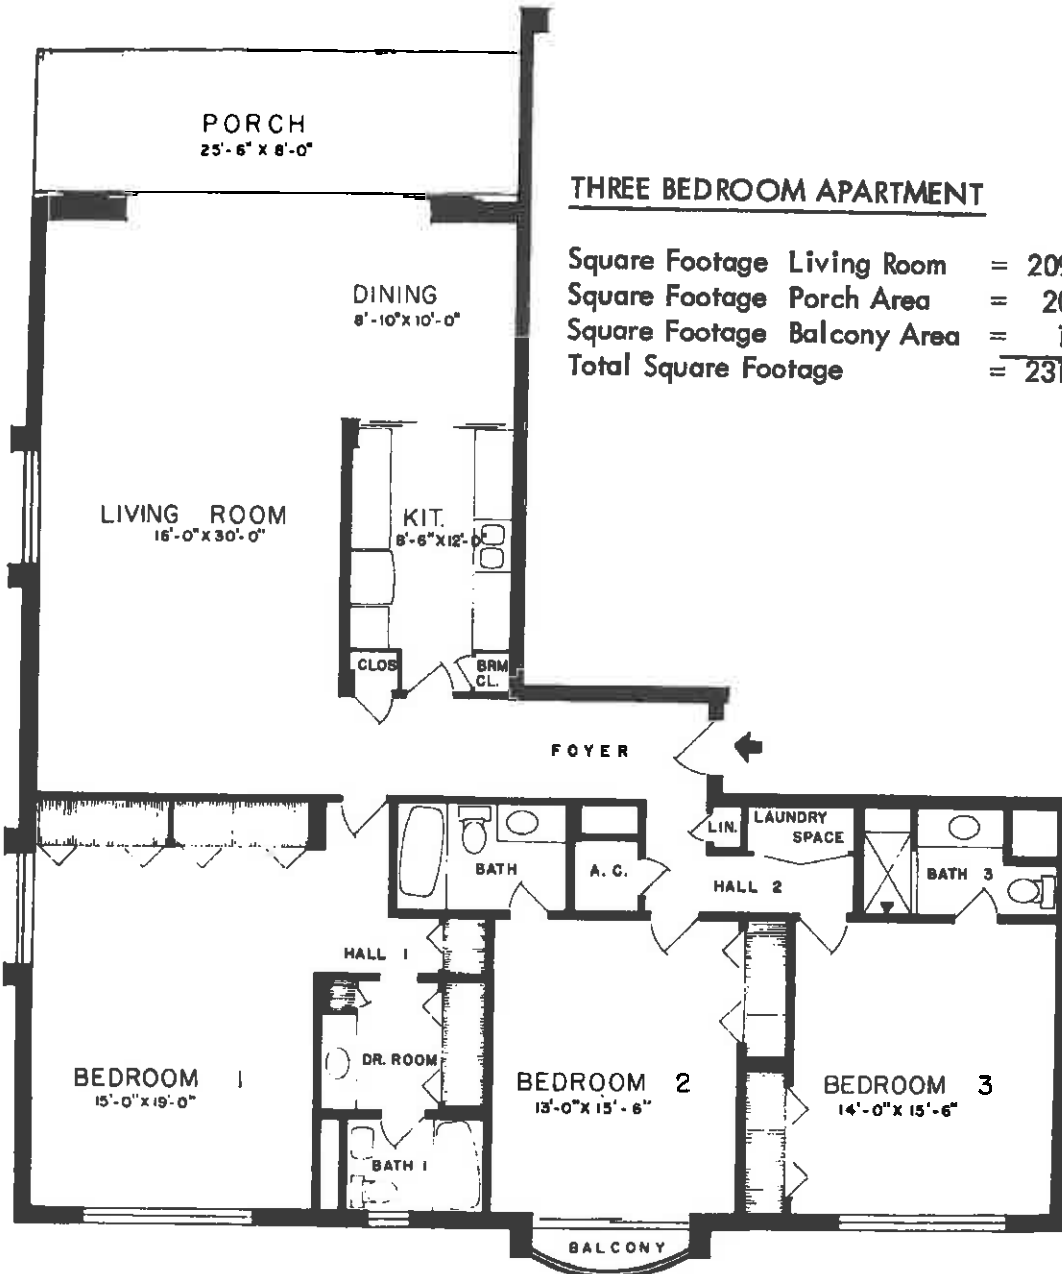 PORCH
25'-6" X 8'-0"
THREE BEDROOM APARTMENT
Square Footage Living Room =
Square Footage Porch Area =
Square Footage Balcony Area =
Total Square Footage =
DINING
8'-10" X 10'-0"
LIVING ROOM
16'-0" X 30'-0"
KIT.
8'-6" X 12'-0"
CLOS
BRM
CL.
FOYER
LIN.
LAUNDRY
SPACE
BATH
A. C.
HALL 2
BATH 3
HALL 1
DR. ROOM
BEDROOM 1
15'-0" X 19'-0"
BEDROOM 2
13'-0" X 15'-6"
BEDROOM 3
14'-0" X 15'-6"
BATH 1
BALCONY